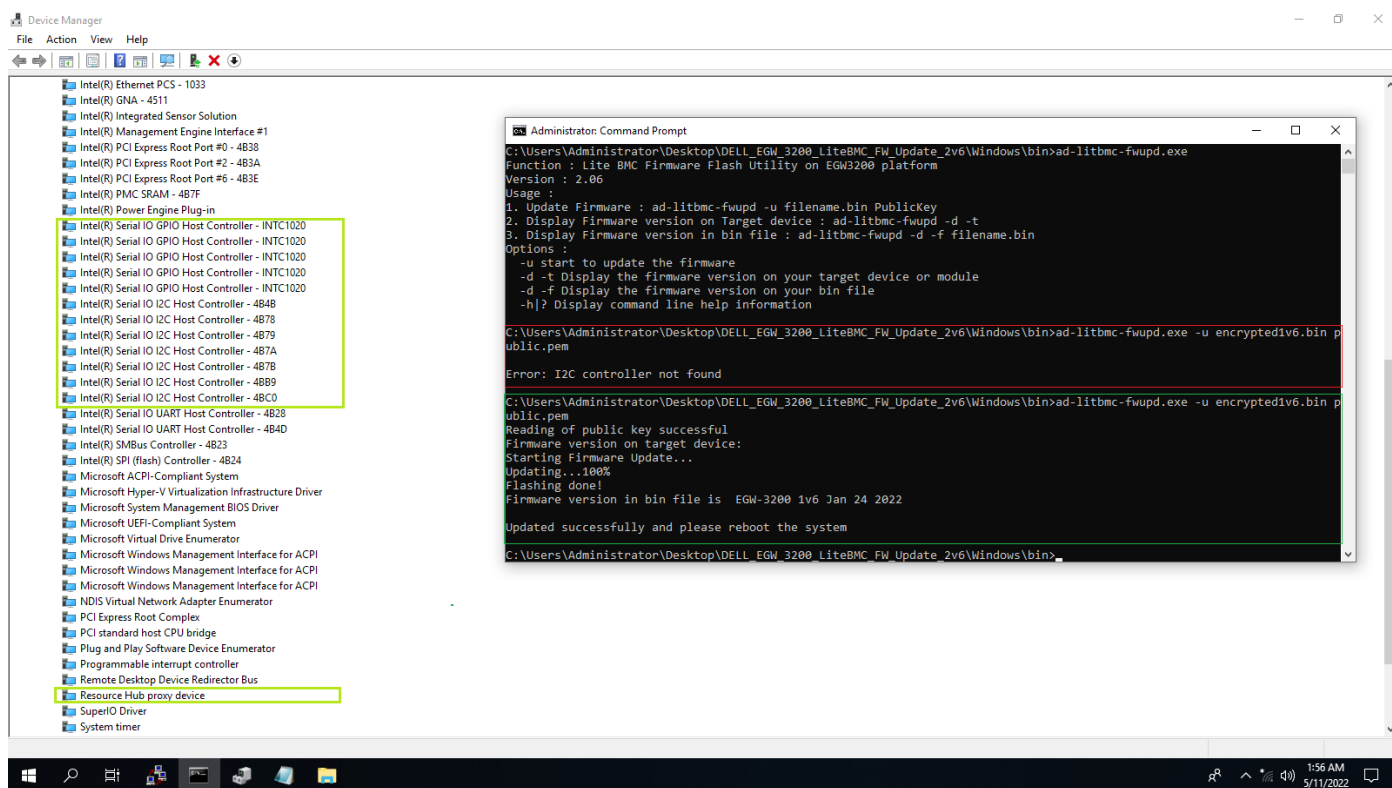 Device Manager
File Action View Help
Intel(R) Ethernet PCS - 1033
Intel(R) GNA - 4511
Intel(R) Integrated Sensor Solution
Intel(R) Management Engine Interface #1
Intel(R) PCI Express Root Port #0 - 4B38
Intel(R) PCI Express Root Port #2 - 4B3A
Intel(R) PCI Express Root Port #6 - 4B3E
Intel(R) PMC SRAM - 4B7F
Intel(R) Power Engine Plug-in
Intel(R) Serial IO GPIO Host Controller - INTC1020
Intel(R) Serial IO GPIO Host Controller - INTC1020
Intel(R) Serial IO GPIO Host Controller - INTC1020
Intel(R) Serial IO GPIO Host Controller - INTC1020
Intel(R) Serial IO GPIO Host Controller - INTC1020
Intel(R) Serial IO I2C Host Controller - 4B4B
Intel(R) Serial IO I2C Host Controller - 4B78
Intel(R) Serial IO I2C Host Controller - 4B79
Intel(R) Serial IO I2C Host Controller - 4B7A
Intel(R) Serial IO I2C Host Controller - 4B7B
Intel(R) Serial IO I2C Host Controller - 4BB9
Intel(R) Serial IO I2C Host Controller - 4BC0
Intel(R) Serial IO UART Host Controller - 4B28
Intel(R) Serial IO UART Host Controller - 4B4D
Intel(R) SMBus Controller - 4B23
Intel(R) SPI (flash) Controller - 4B24
Microsoft ACPI-Compliant System
Microsoft Hyper-V Virtualization Infrastructure Driver
Microsoft System Management BIOS Driver
Microsoft UEFI-Compliant System
Microsoft Virtual Drive Enumerator
Microsoft Windows Management Interface for ACPI
Microsoft Windows Management Interface for ACPI
Microsoft Windows Management Interface for ACPI
NDIS Virtual Network Adapter Enumerator
PCI Express Root Complex
PCI standard host CPU bridge
Plug and Play Software Device Enumerator
Programmable interrupt controller
Remote Desktop Device Redirector Bus
Resource Hub proxy device
SuperIO Driver
System timer
Administrator: Command Prompt
C:\Users\Administrator\Desktop\DELL_EGW_3200_LiteBMC_FW_Update_2v6\Windows\bin>ad-litbmc-fwupd.exe
Function : Lite BMC Firmware Flash Utility on EGW3200 platform
Version : 2.06
Usage :
1. Update Firmware : ad-litbmc-fwupd -u filename.bin PublicKey
2. Display Firmware version on Target device : ad-litbmc-fwupd -d -t
3. Display Firmware version in bin file : ad-litbmc-fwupd -d -f filename.bin
Options :
-u start to update the firmware
-d -t Display the firmware version on your target device or module
-d -f Display the firmware version on your bin file
-h|? Display command line help information
C:\Users\Administrator\Desktop\DELL_EGW_3200_LiteBMC_FW_Update_2v6\Windows\bin>ad-litbmc-fwupd.exe -u encrypted1v6.bin p
ublic.pem
Error: I2C controller not found
C:\Users\Administrator\Desktop\DELL_EGW_3200_LiteBMC_FW_Update_2v6\Windows\bin>ad-litbmc-fwupd.exe -u encrypted1v6.bin p
ublic.pem
Reading of public key successful
Firmware version on target device:
Starting Firmware Update...
Updating...100%
Flashing done!
Firmware version in bin file is  EGW-3200 1v6 Jan 24 2022
Updated successfully and please reboot the system
C:\Users\Administrator\Desktop\DELL_EGW_3200_LiteBMC_FW_Update_2v6\Windows\bin>
1:56 AM
5/11/2022